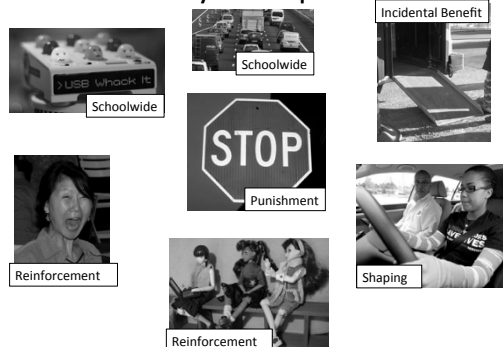 Incidental Benefit
>USB Whack It
Schoolwide
Schoolwide
STOP
Punishment
Reinforcement
Shaping
Reinforcement